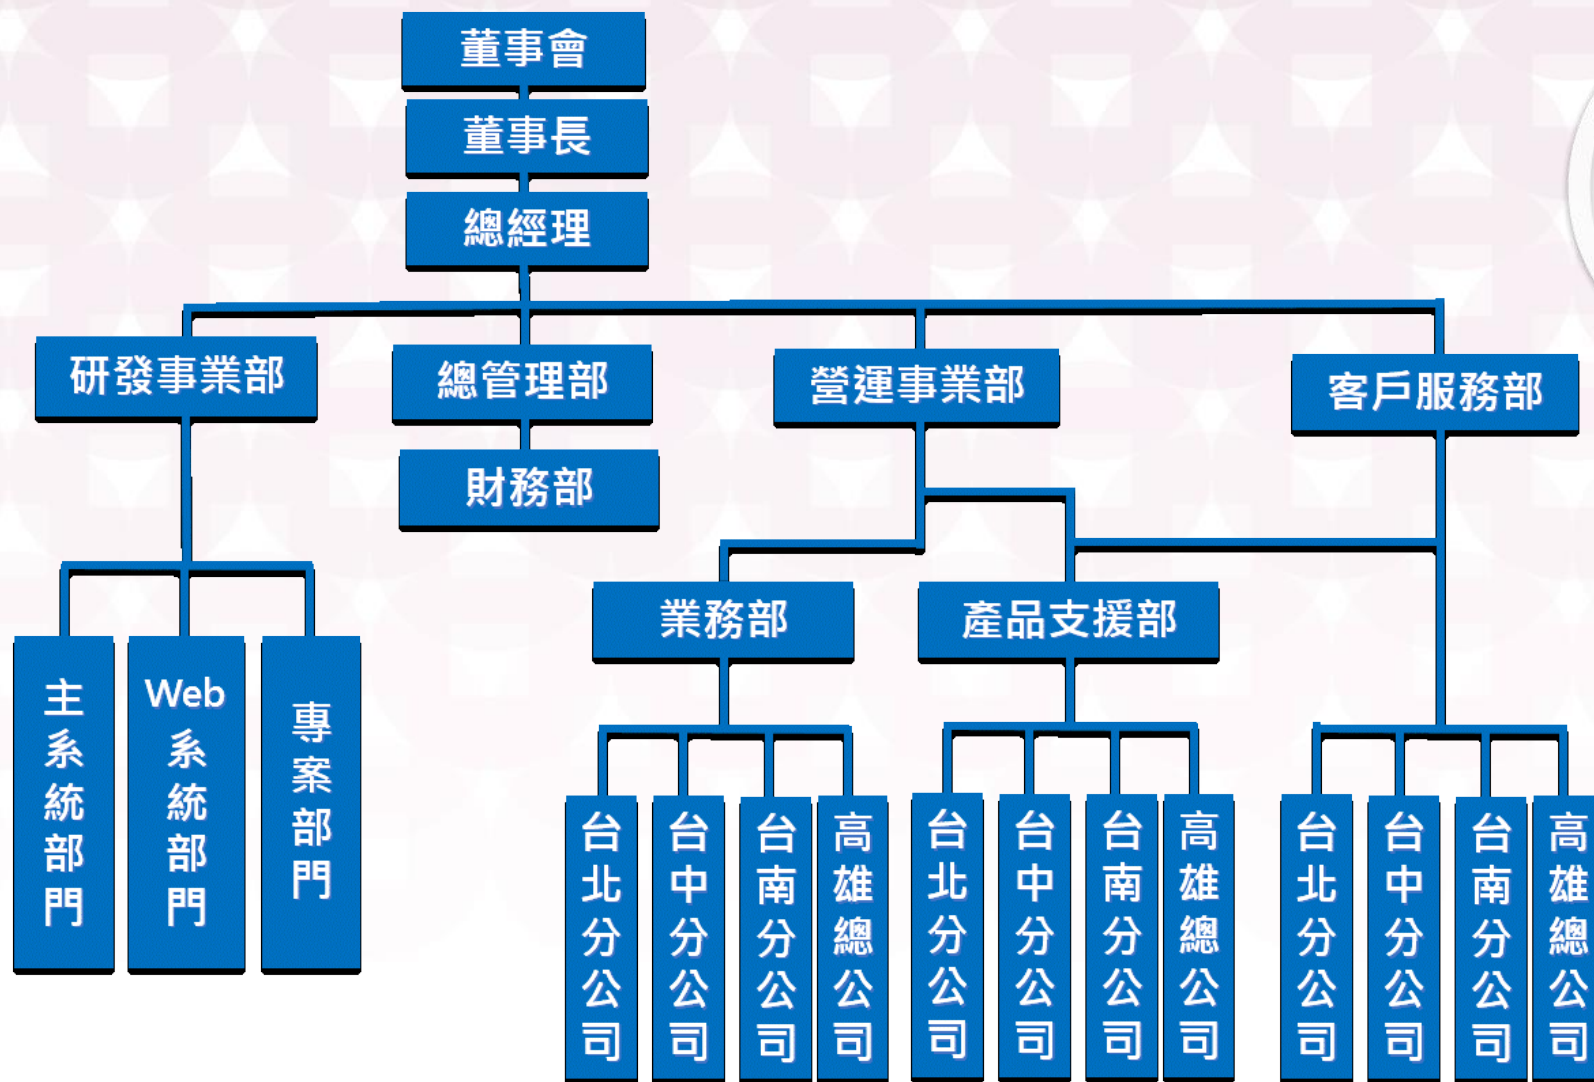 董事會
董事長
總經理
研發事業部
總管理部
營運事業部
客戶服務部
財務部
業務部
產品支援部
主系統部門
Web系統部門
專案部門
台北分公司
台中分公司
台南分公司
高雄總公司
台北分公司
台中分公司
台南分公司
高雄總公司
台北分公司
台中分公司
台南分公司
高雄總公司